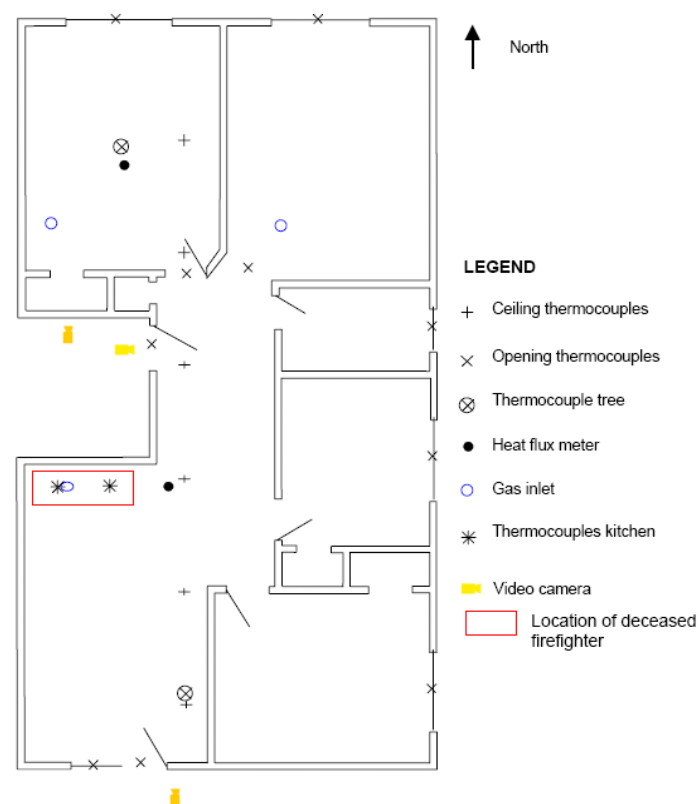 North
LEGEND
Ceiling thermocouples
Opening thermocouples
Thermocouple tree
Heat flux meter
Gas inlet
Thermocouples kitchen
Video camera
Location of deceased
firefighter